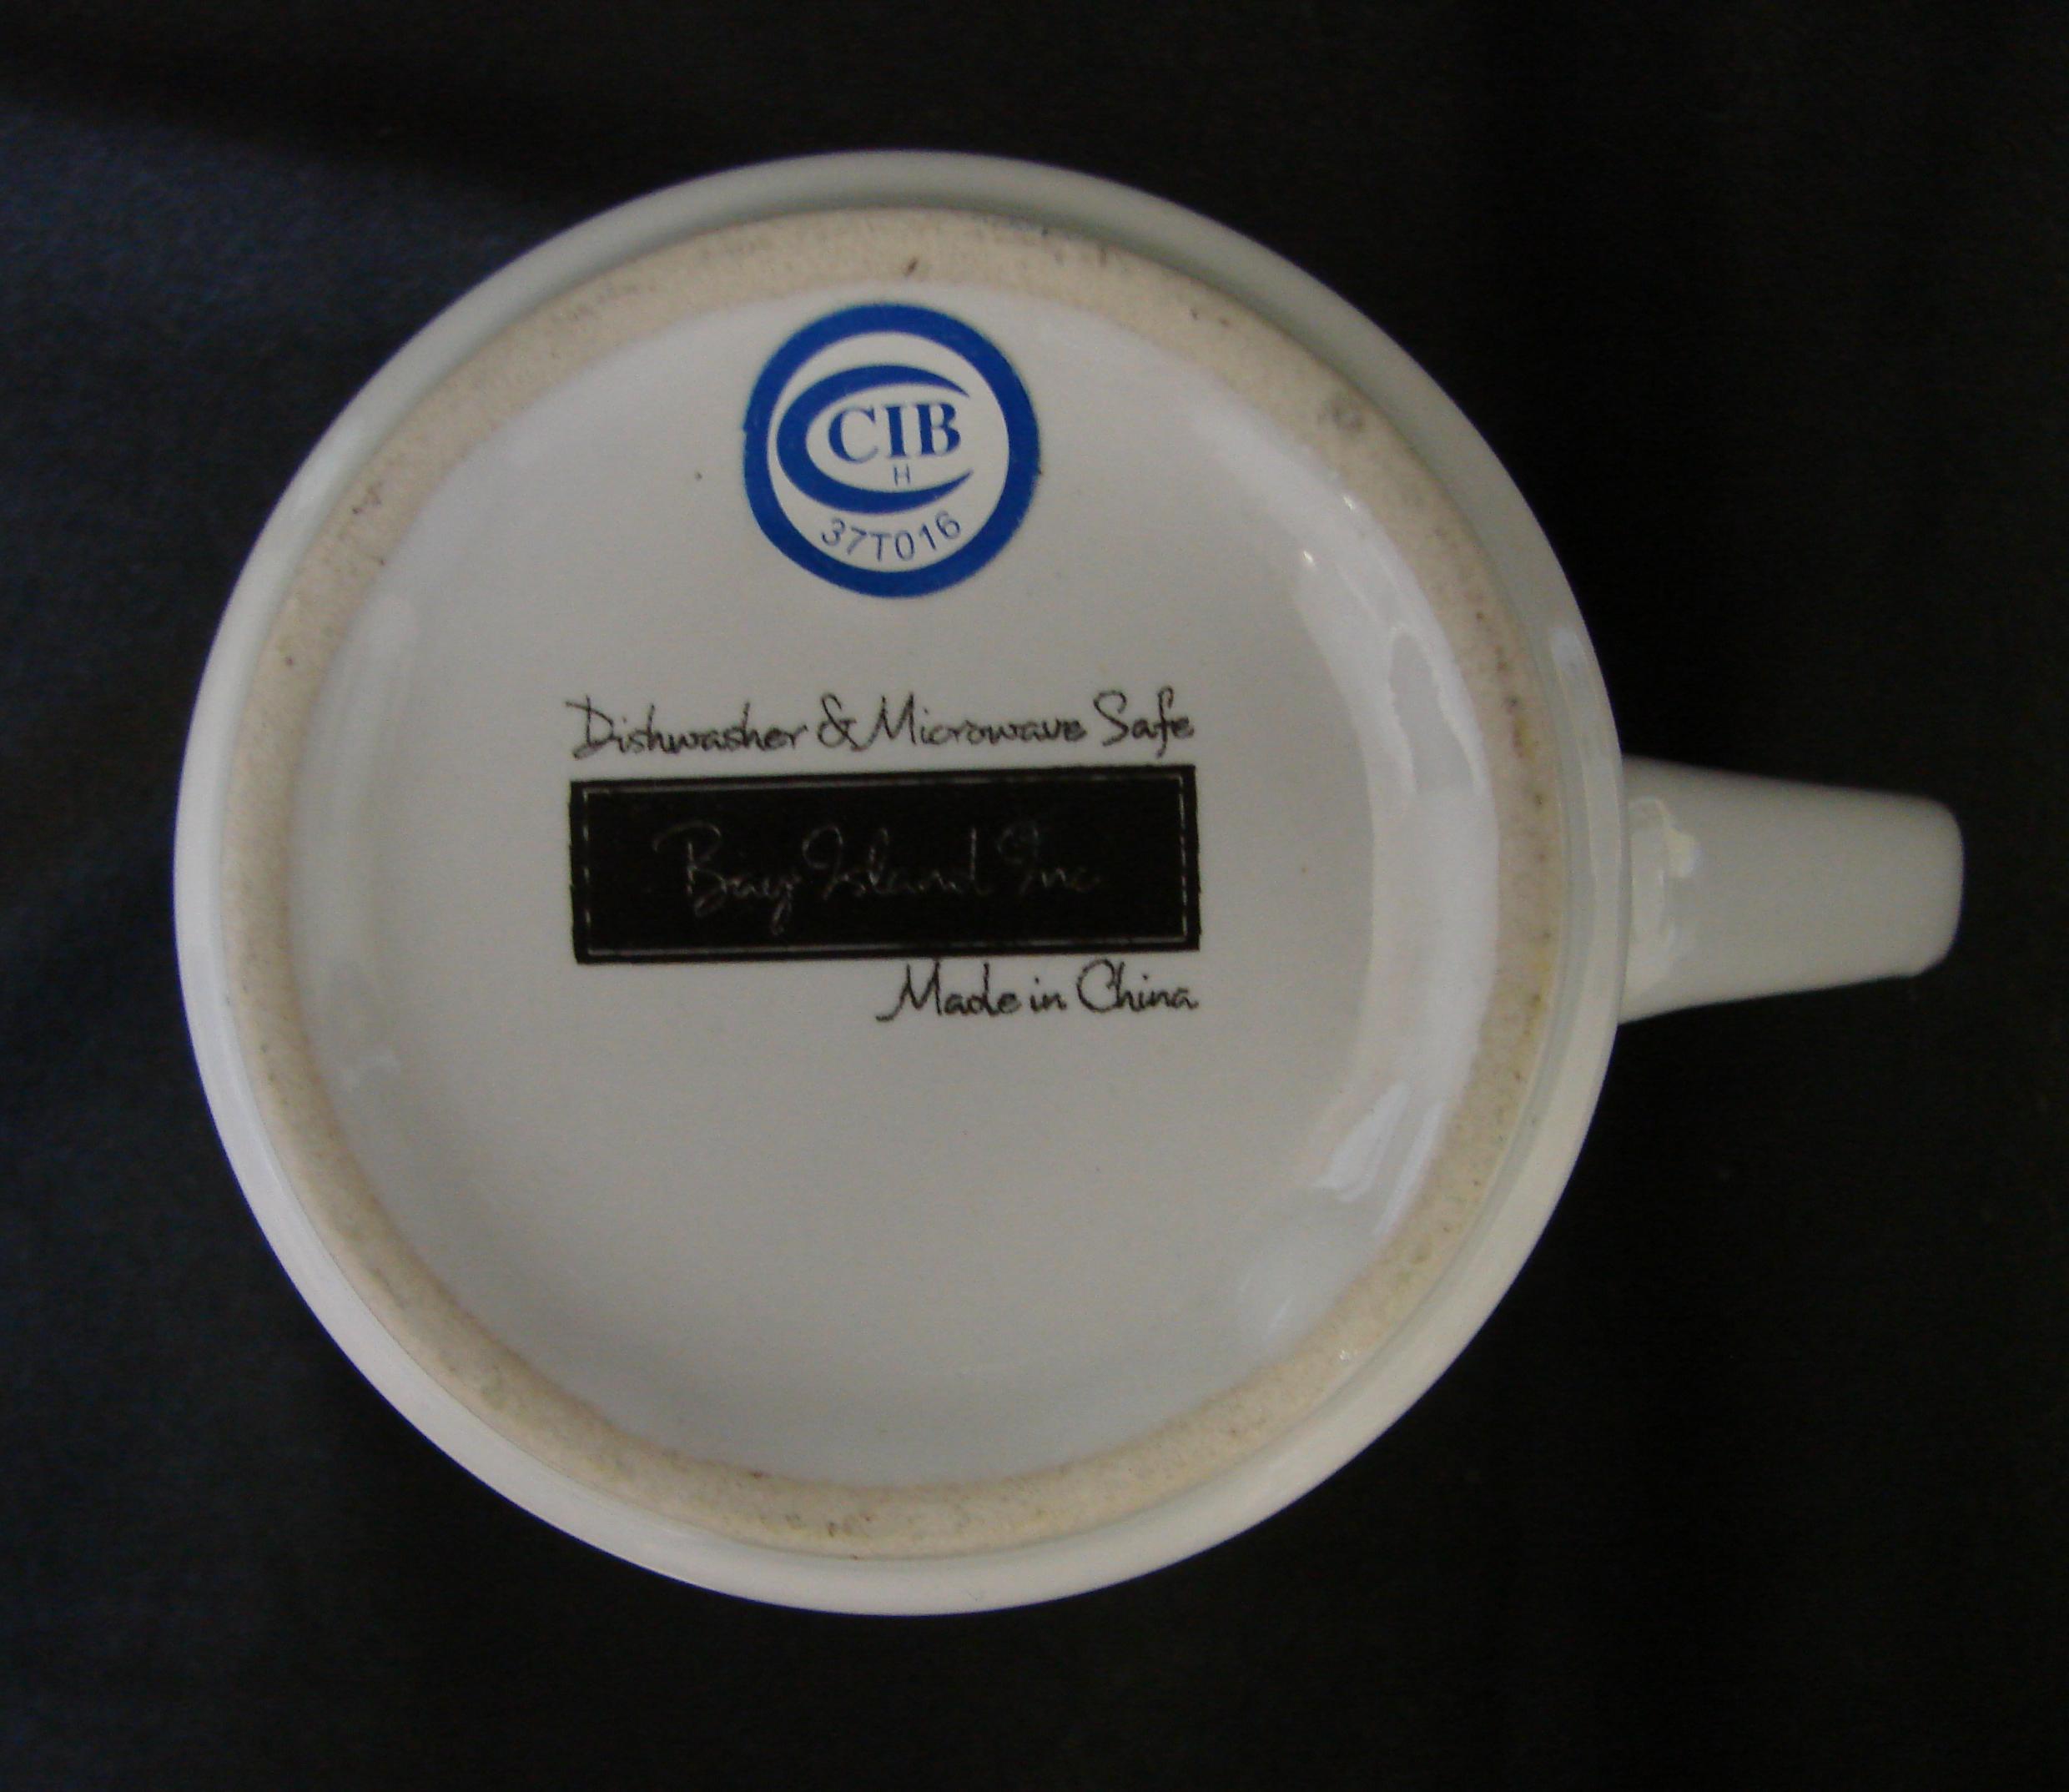 CIB
H
37T016
Dishwasher & Microwave Safe
Bay Island Inc
Made in China